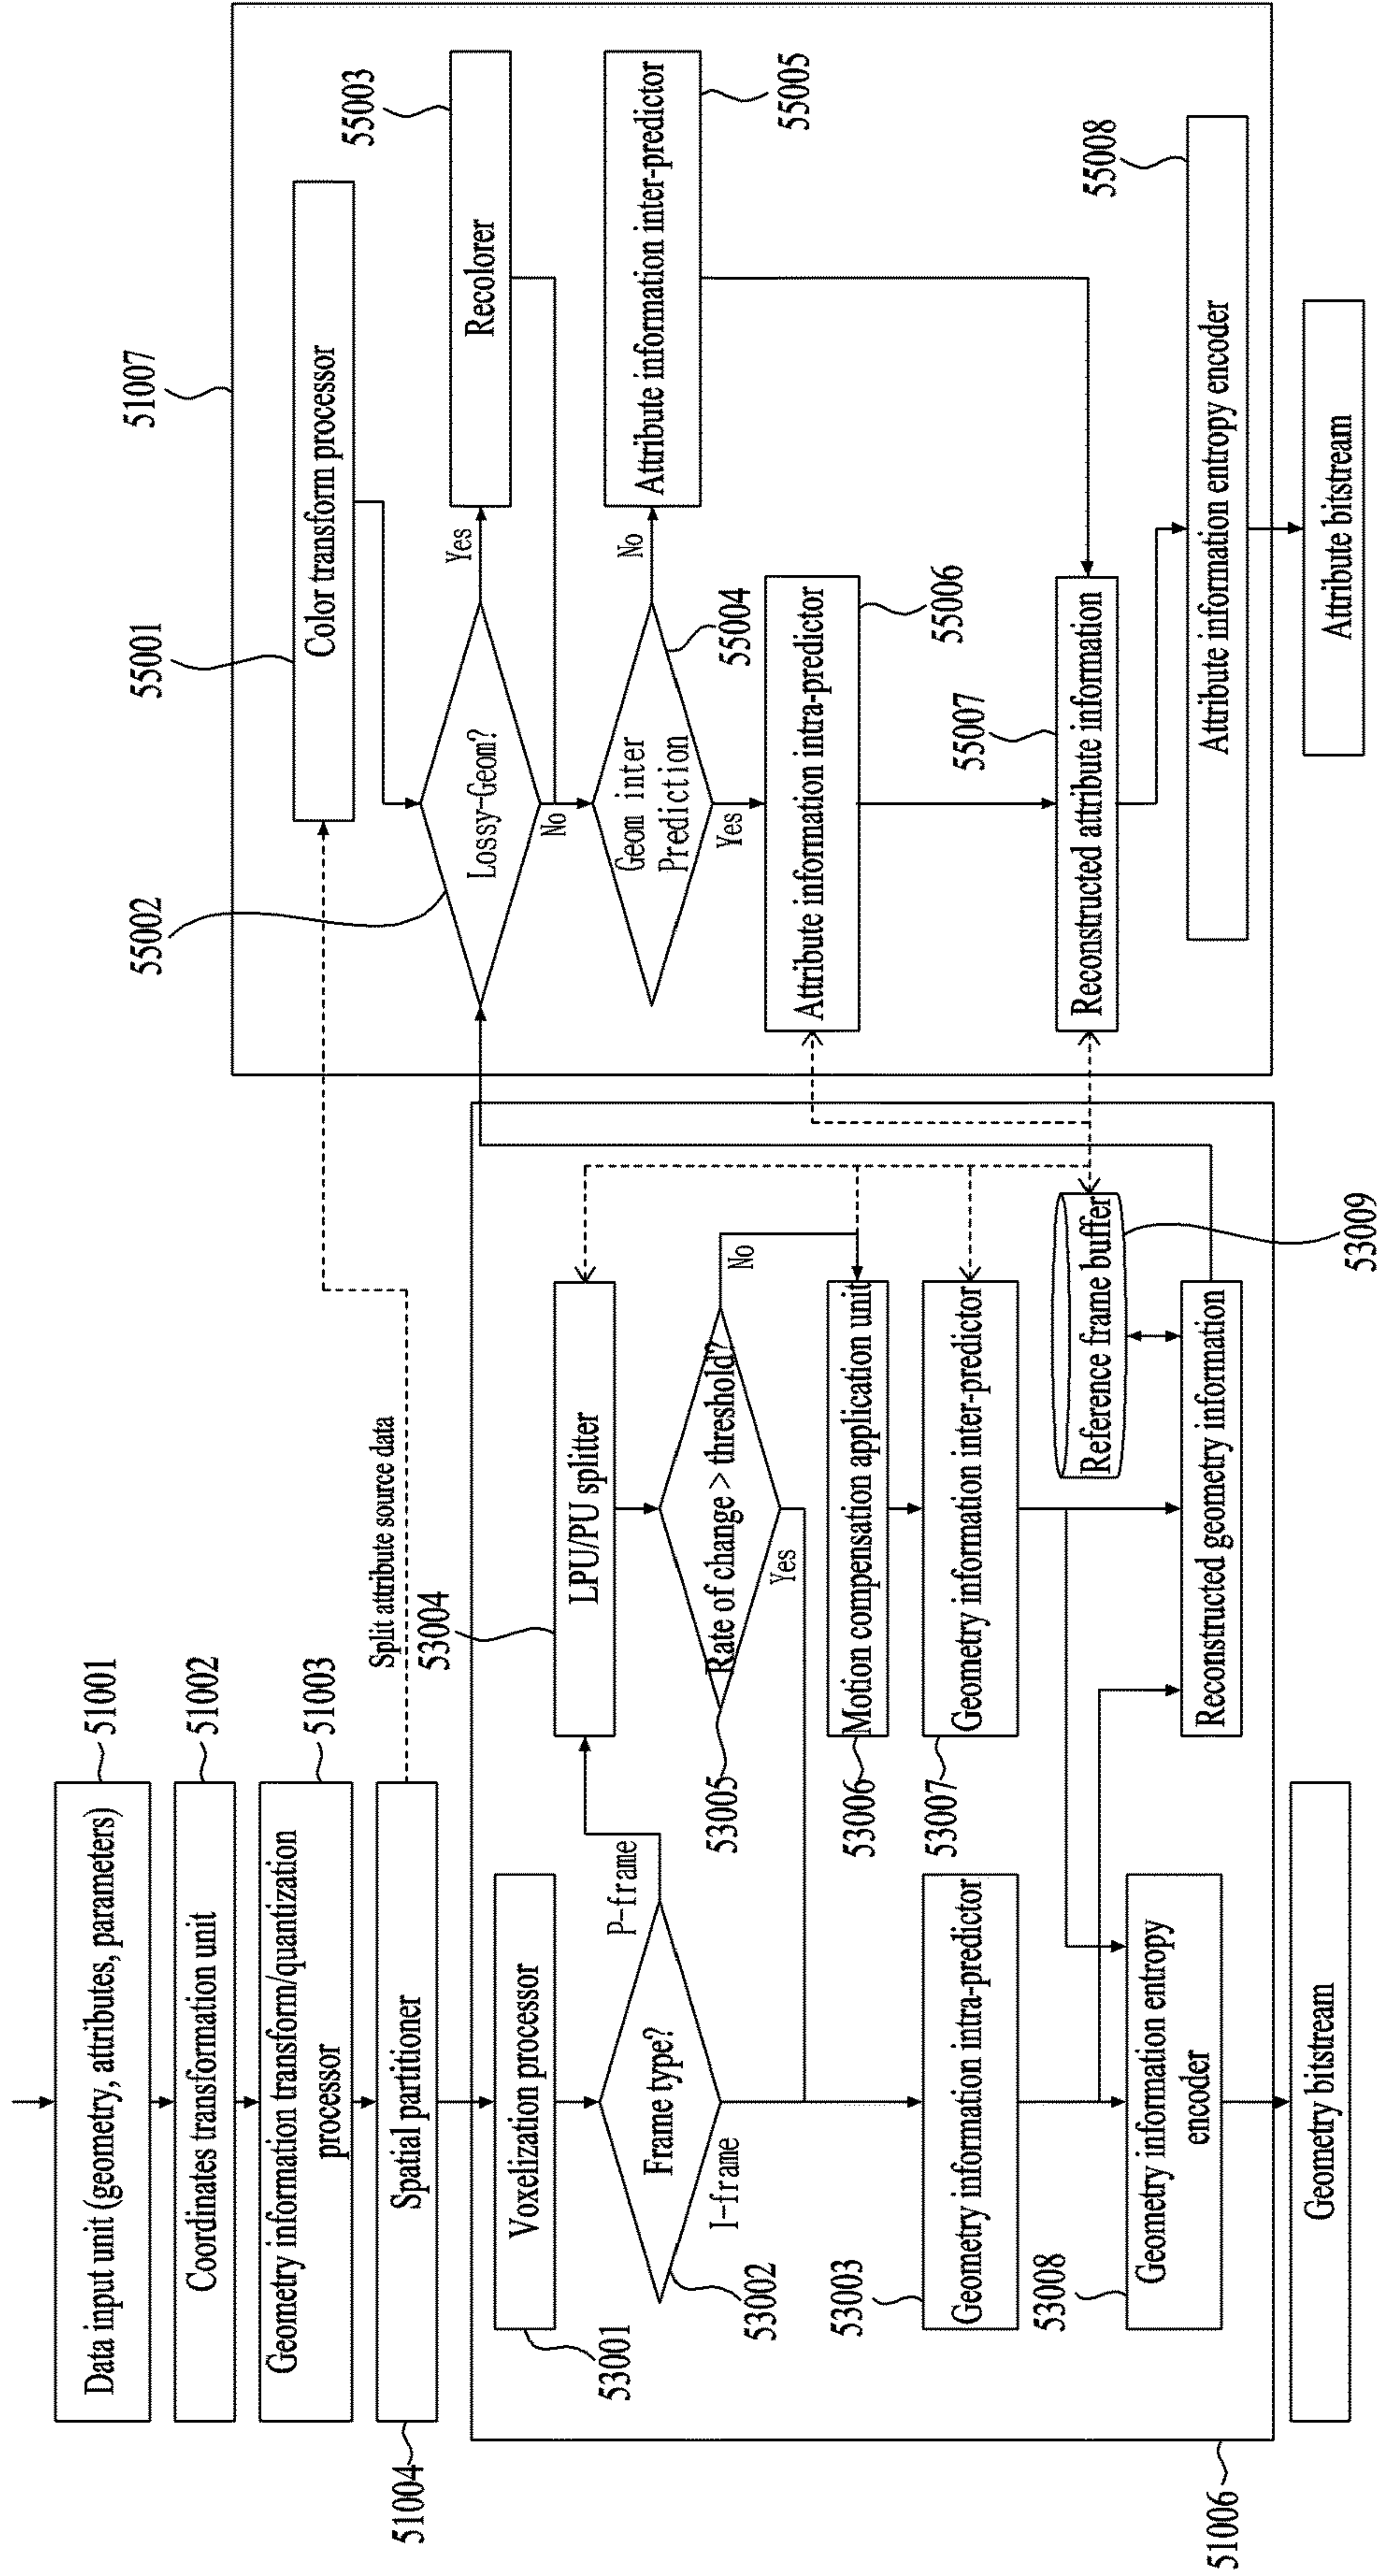 Data input unit (geometry, attributes, parameters)
51001
Coordinates transformation unit
51002
Geometry information transform/quantization
processor
51003
Spatial partitioner
51004
Split attribute source data
51006
Voxelization processor
53001
Frame type?
53002
P-frame
I-frame
LPU/PU splitter
53004
Rate of change > threshold?
53005
No
Yes
Motion compensation application unit
53006
Geometry information intra-predictor
53003
Geometry information inter-predictor
53007
Reference frame buffer
53009
Geometry information entropy
encoder
53008
Reconstructed geometry information
Geometry bitstream
51007
Color transform processor
55001
Lossy-Geom?
55002
Yes
No
Recolorer
55003
Geom inter
Prediction
55004
No
Yes
Attribute information inter-predictor
55005
Attribute information intra-predictor
55006
Reconstructed attribute information
55007
Attribute information entropy encoder
55008
Attribute bitstream